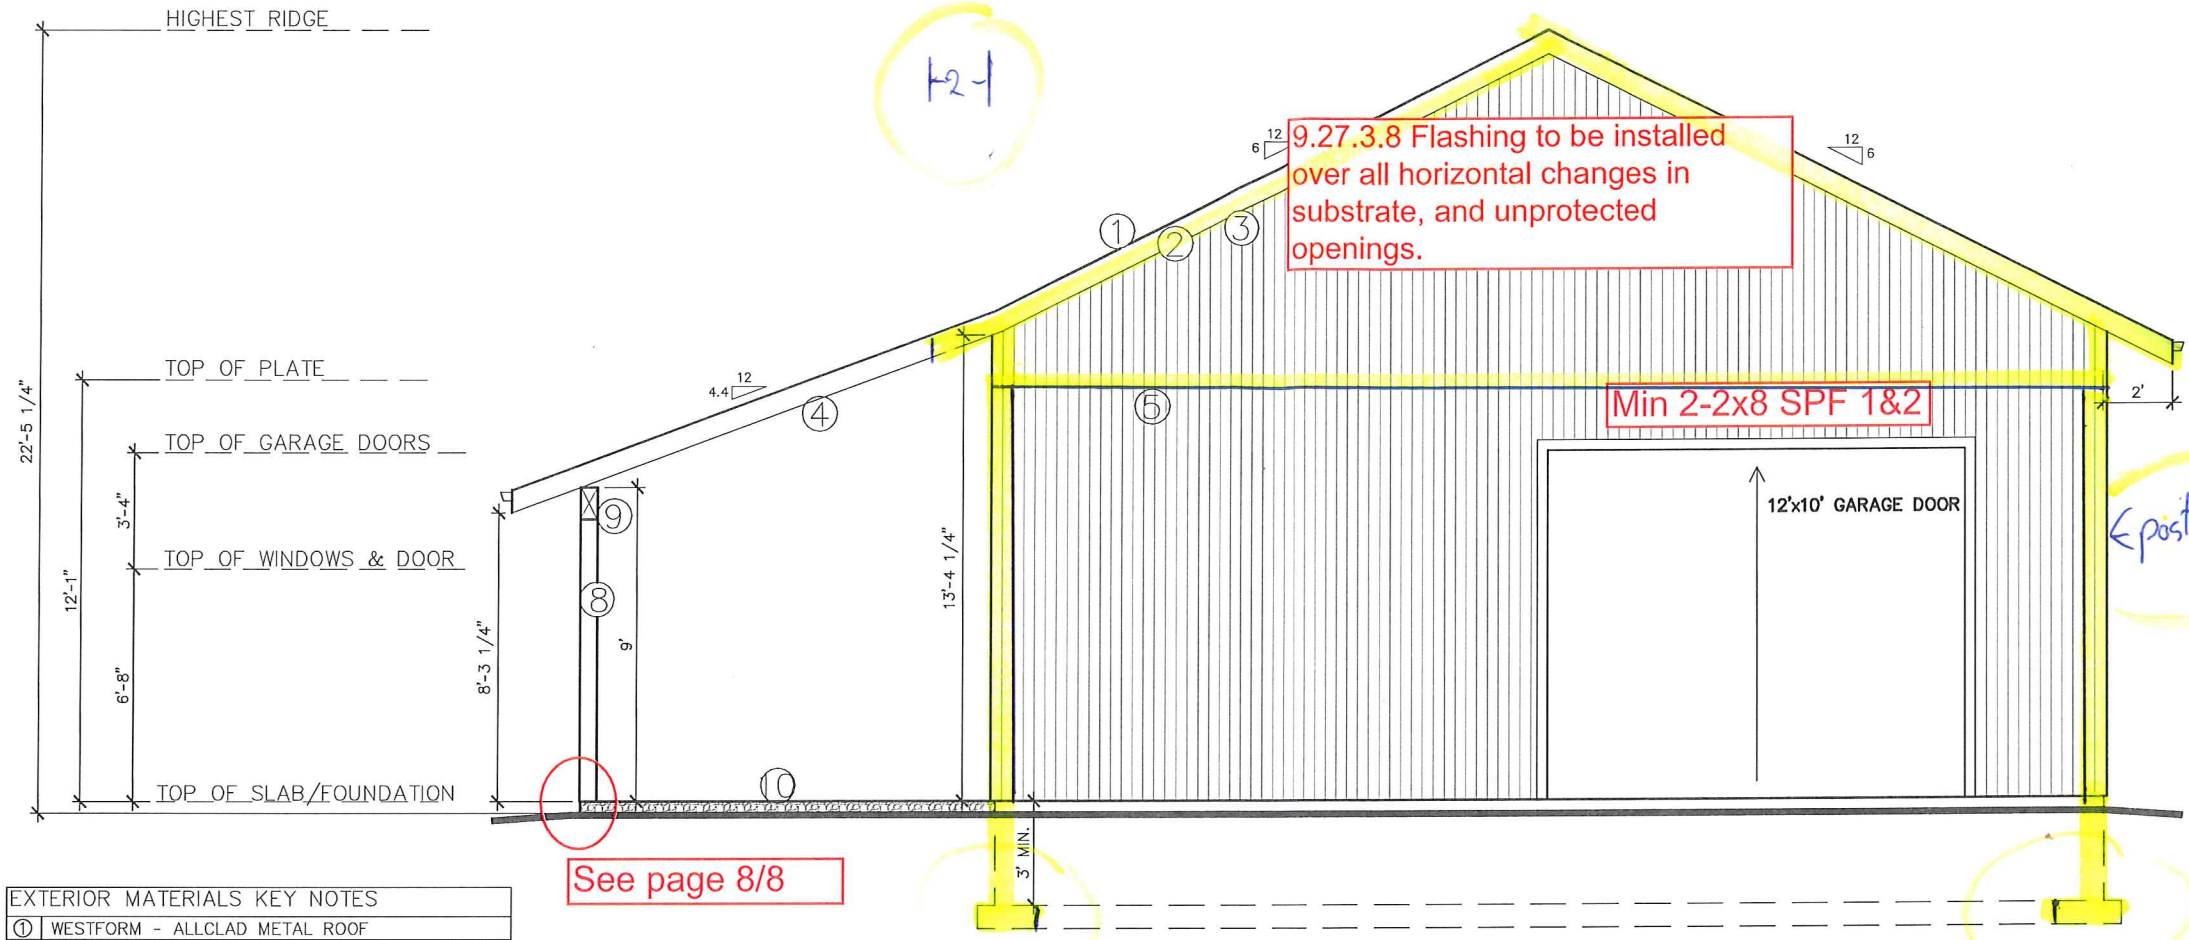 HIGHEST RIDGE
22'-5 1/4"
TOP OF PLATE
12'-1"
TOP OF GARAGE DOORS
3'-4"
TOP OF WINDOWS & DOOR
6'-8"
TOP OF SLAB/FOUNDATION
8'-3 1/4"
9'
13'-4 1/4"
12
4.4
4
9
8
10
1
2
3
5
12
6
9.27.3.8 Flashing to be installed
over all horizontal changes in
substrate, and unprotected
openings.
12
6
Min 2-2x8 SPF 1&2
2'
12'x10' GARAGE DOOR
post
3' MIN.
See page 8/8
EXTERIOR MATERIALS KEY NOTES
1 WESTFORM - ALLCLAD METAL ROOF